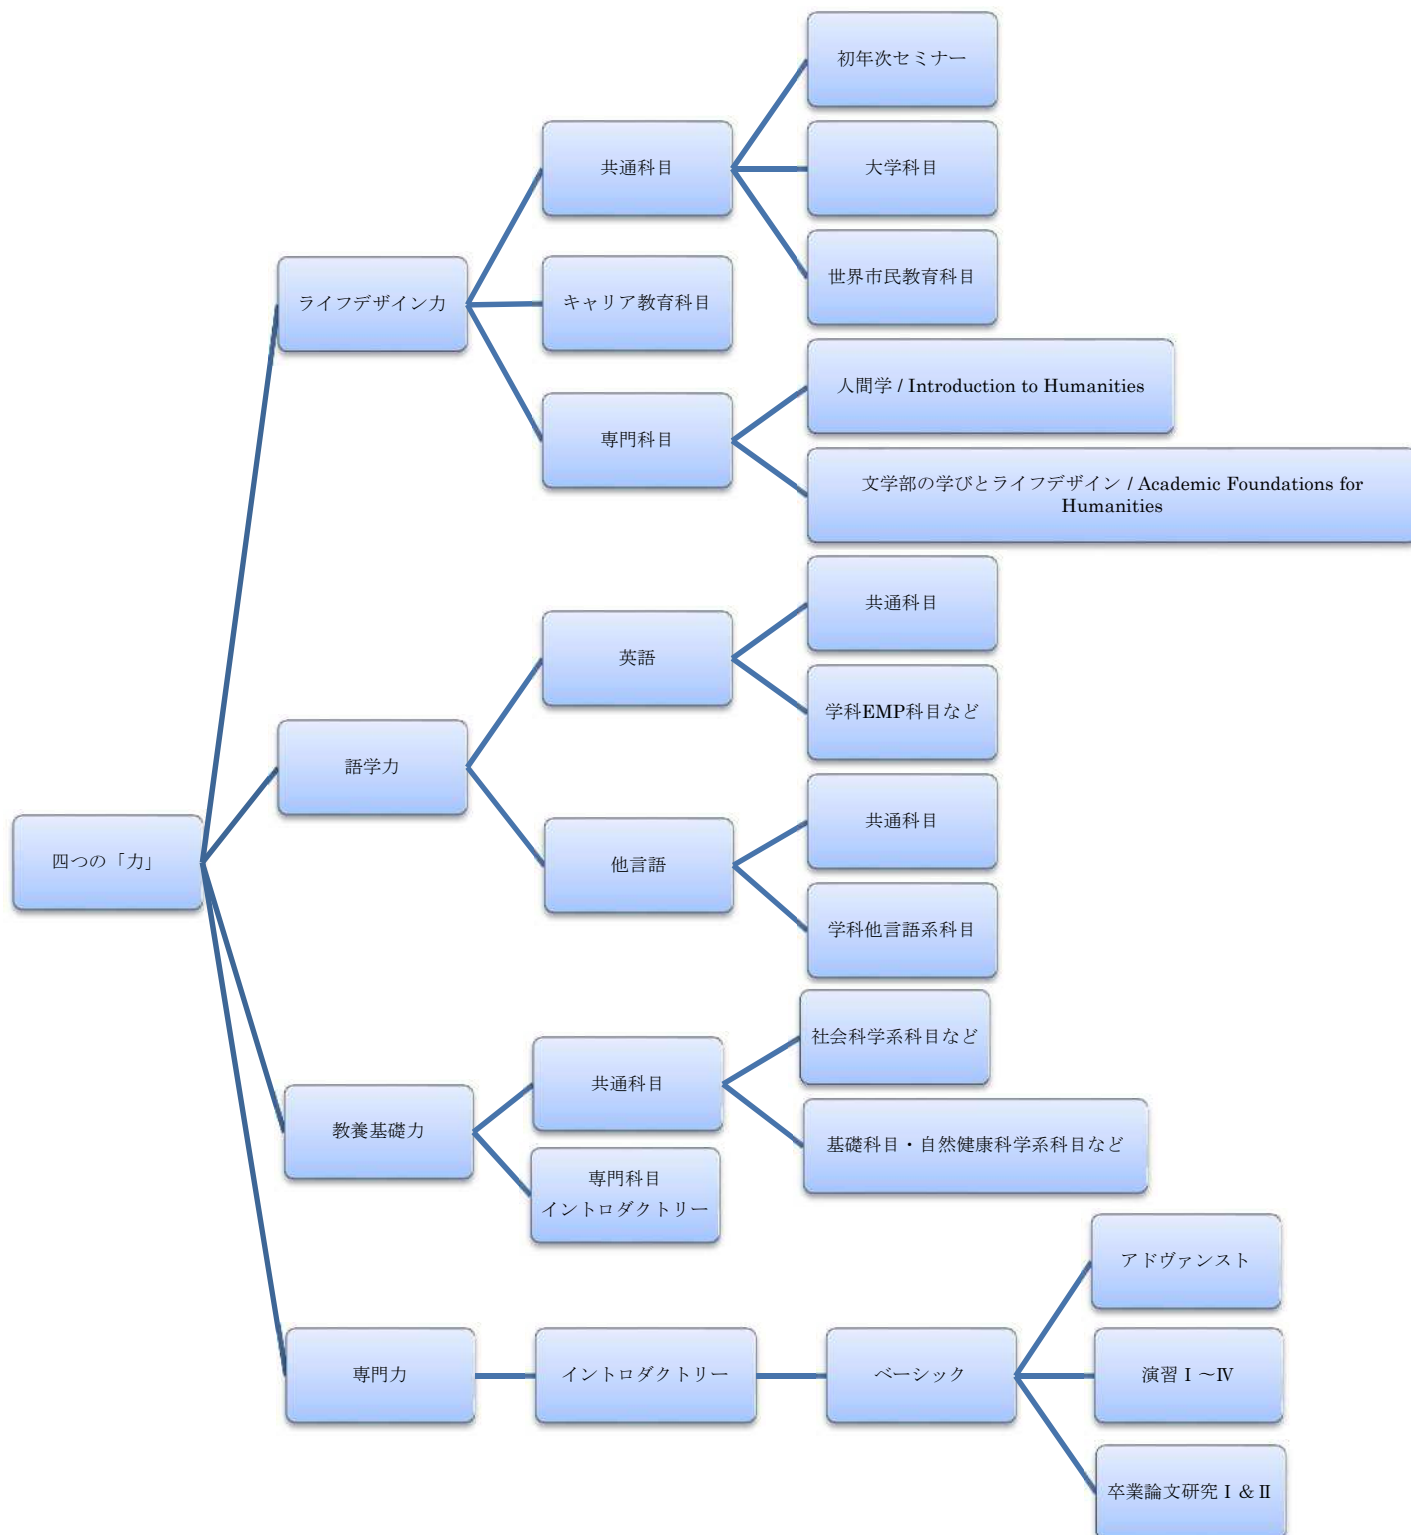 四つの「力」
ライフデザイン力
共通科目
初年次セミナー
大学科目
世界市民教育科目
キャリア教育科目
専門科目
人間学 / Introduction to Humanities
文学部の学びとライフデザイン / Academic Foundations for
Humanities
語学力
英語
共通科目
学科EMP科目など
他言語
共通科目
学科他言語系科目
教養基礎力
共通科目
社会科学系科目など
基礎科目・自然健康科学系科目など
専門科目
イントロダクトリー
専門力
イントロダクトリー
ベーシック
アドヴァンスト
演習Ⅰ～Ⅳ
卒業論文研究Ⅰ＆Ⅱ